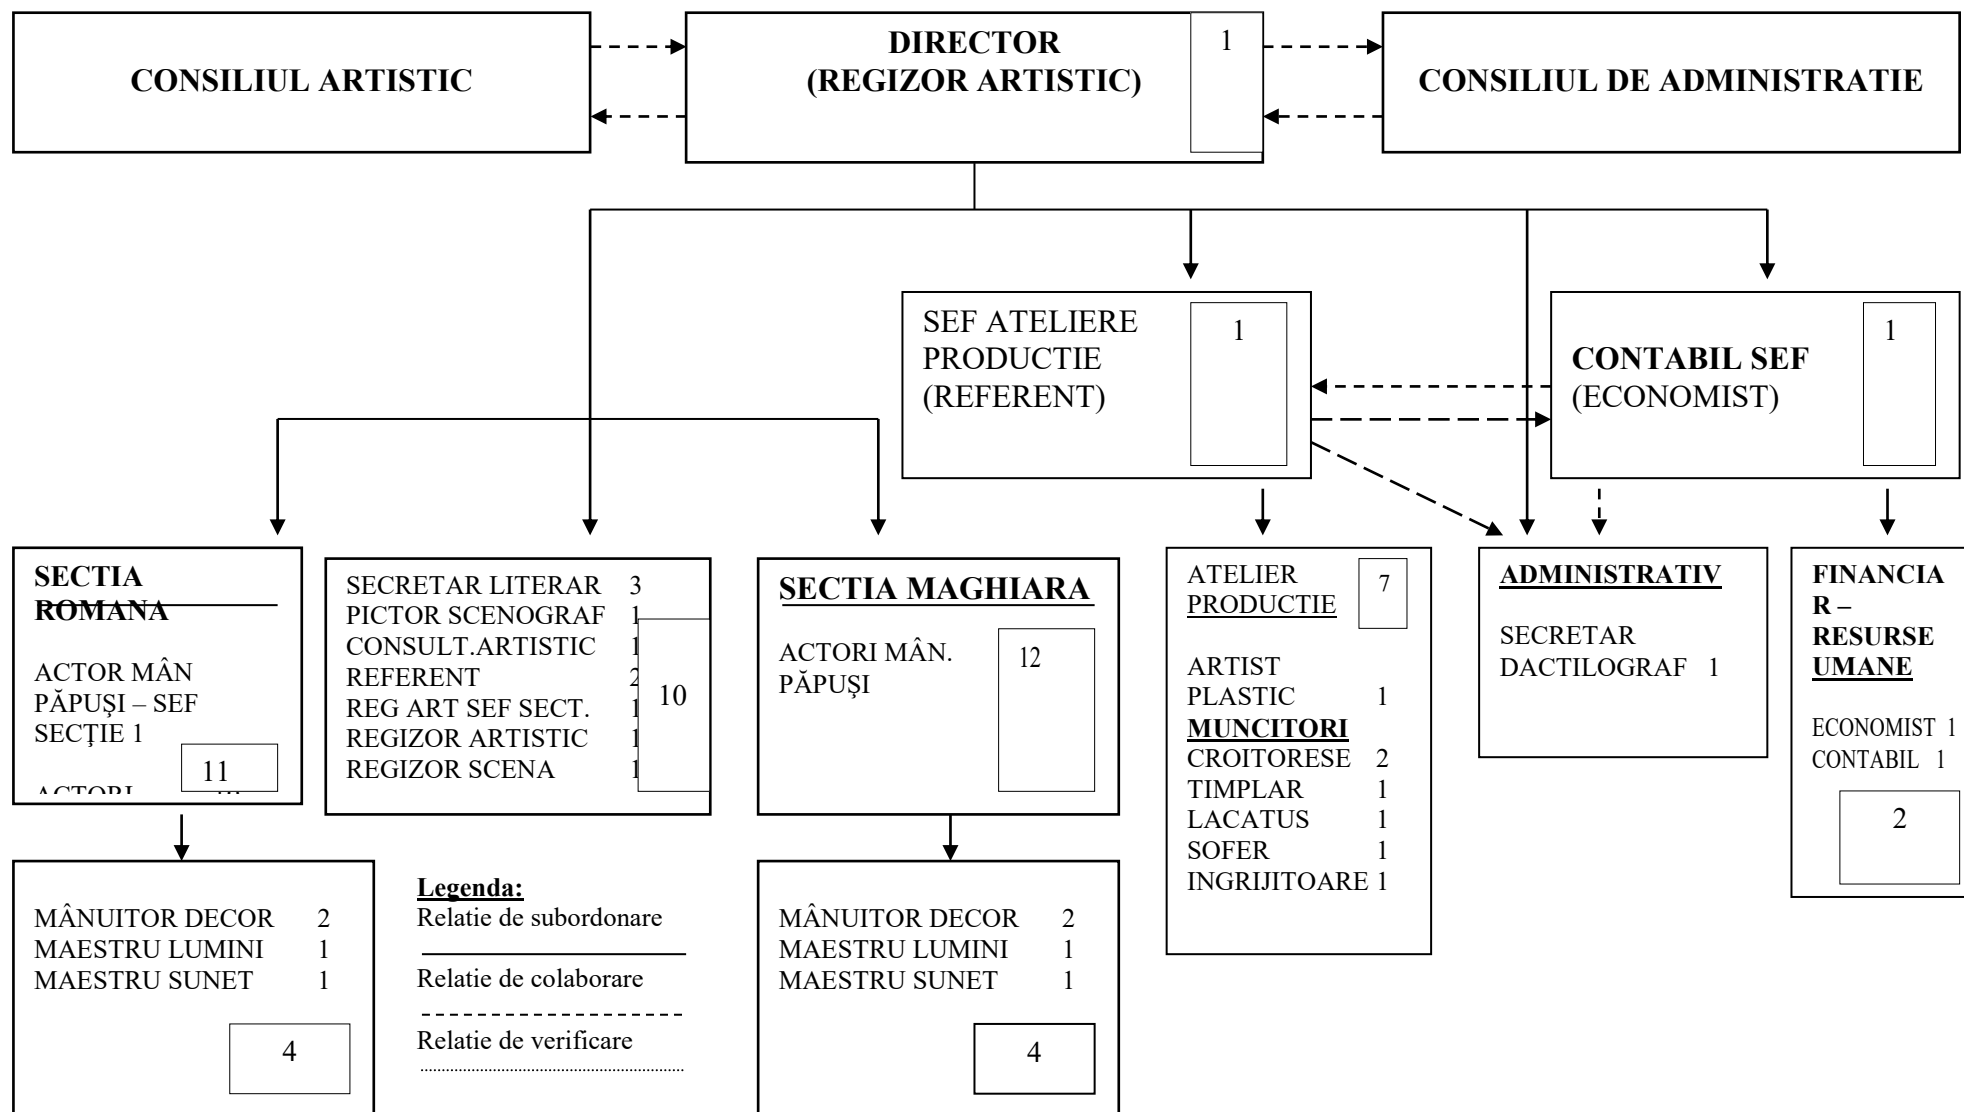 CONSILIUL ARTISTIC
DIRECTOR
(REGIZOR ARTISTIC)
1
CONSILIUL DE ADMINISTRATIE
SEF ATELIERE
PRODUCTIE
(REFERENT)
1
CONTABIL SEF
(ECONOMIST)
1
SECTIA
ROMANA
ACTOR MÂN
PĂPUŞI – SEF
SECŢIE 1
11
SECRETAR LITERAR 3
PICTOR SCENOGRAF 1
CONSULT.ARTISTIC 1
REFERENT 2
REG ART SEF SECT. 1
REGIZOR ARTISTIC 1
REGIZOR SCENA 1
10
SECTIA MAGHIARA
ACTORI MÂN.
PĂPUŞI
12
ATELIER
PRODUCTIE
7
ARTIST
PLASTIC 1
MUNCITORI
CROITORESE 2
TIMPLAR 1
LACATUS 1
SOFER 1
INGRIJITOARE 1
ADMINISTRATIV
SECRETAR
DACTILOGRAF 1
FINANCIA
R –
RESURSE
UMANE
ECONOMIST 1
CONTABIL 1
2
MÂNUITOR DECOR 2
MAESTRU LUMINI 1
MAESTRU SUNET 1
4
Legenda:
Relatie de subordonare
Relatie de colaborare
Relatie de verificare
MÂNUITOR DECOR 2
MAESTRU LUMINI 1
MAESTRU SUNET 1
4